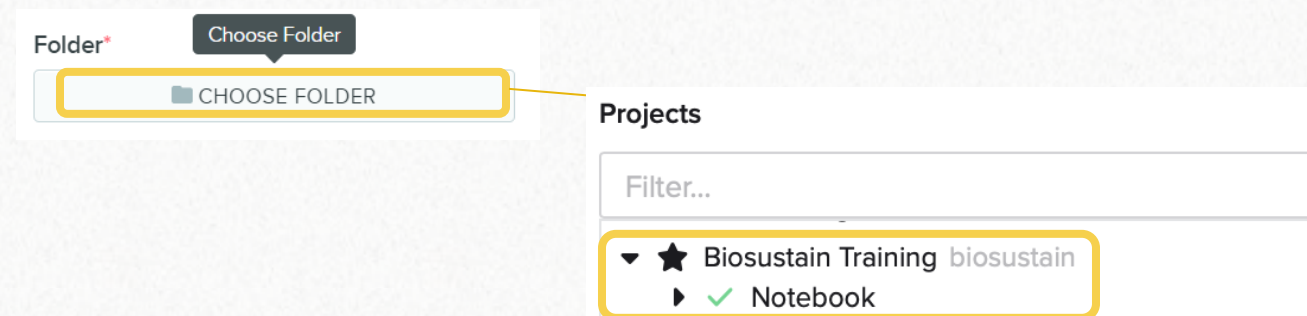 Folder*
Choose Folder
CHOOSE FOLDER
Projects
Filter...
Biosustain Training biosustain
Notebook